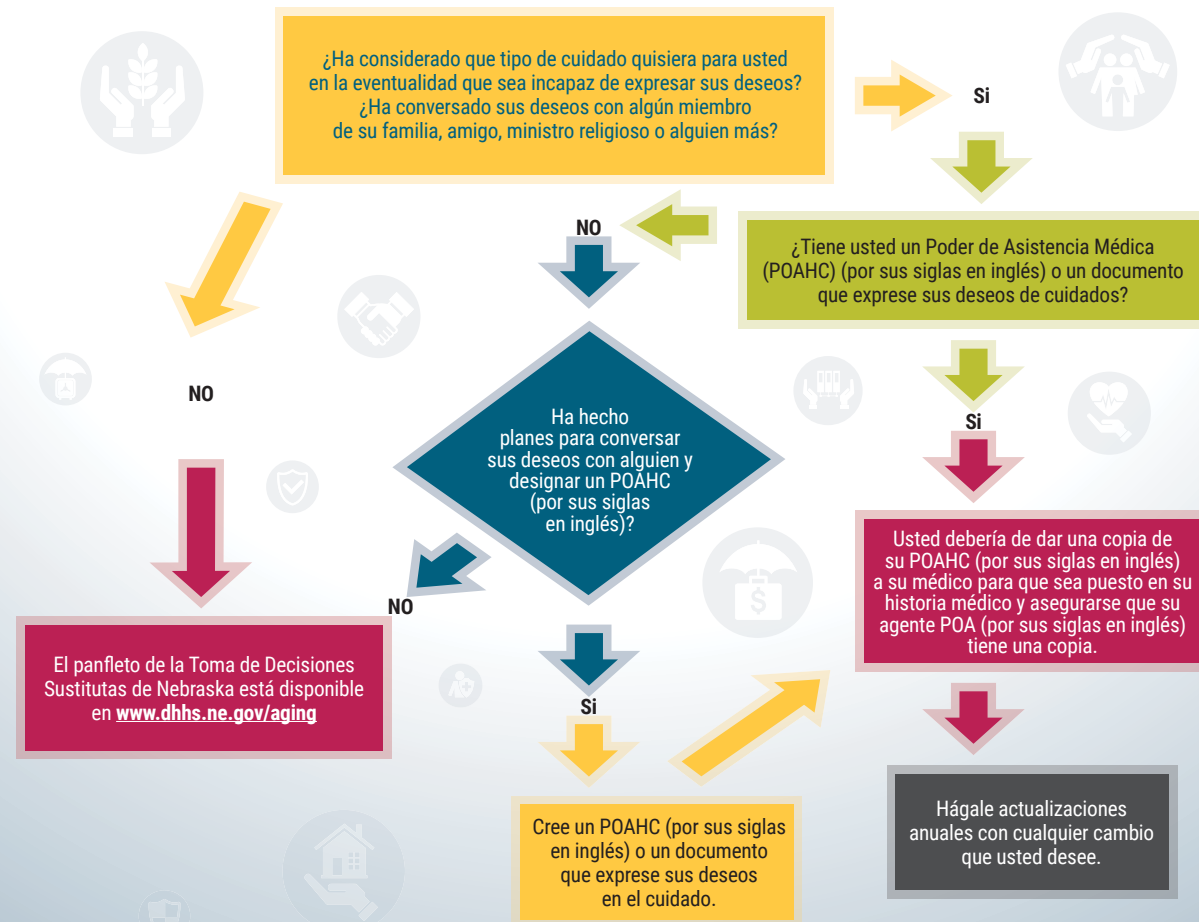 ¿Ha considerado que tipo de cuidado quisiera para usted
en la eventualidad que sea incapaz de expresar sus deseos?
¿Ha conversado sus deseos con algún miembro
de su familia, amigo, ministro religioso o alguien más?
Si
¿Tiene usted un Poder de Asistencia Médica
(POAHC) (por sus siglas en inglés) o un documento
que exprese sus deseos de cuidados?
NO
NO
Ha hecho
planes para conversar
sus deseos con alguien y
designar un POAHC
(por sus siglas
en inglés)?
Si
Usted debería de dar una copia de
su POAHC (por sus siglas en inglés)
a su médico para que sea puesto en su
historia médico y asegurarse que su
agente POA (por sus siglas en inglés)
tiene una copia.
NO
El panfleto de la Toma de Decisiones
Sustitutas de Nebraska está disponible
en www.dhhs.ne.gov/aging
$
Si
Cree un POAHC (por sus siglas
en inglés) o un documento
que exprese sus deseos
en el cuidado.
Hágale actualizaciones
anuales con cualquier cambio
que usted desee.